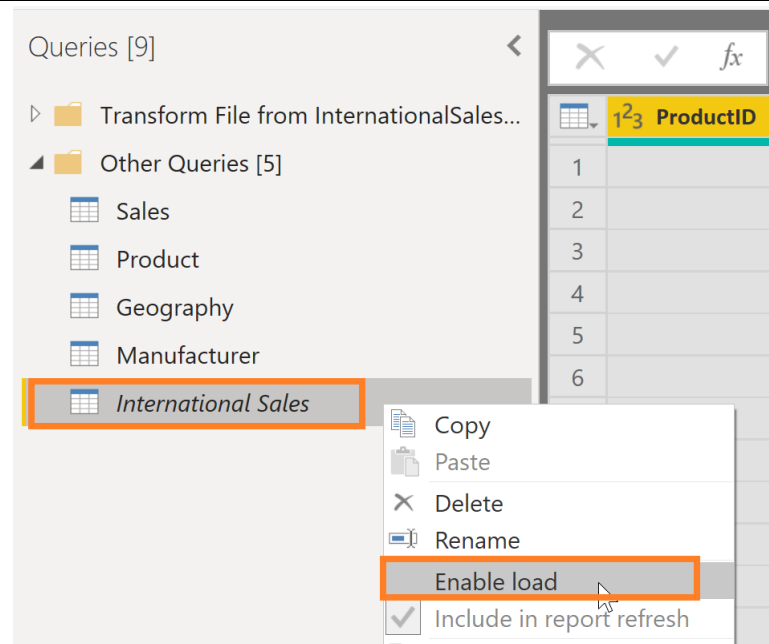 Queries [9]
Transform File from InternationalSales...
Other Queries [5]
Sales
Product
Geography
Manufacturer
International Sales
Copy
Paste
Delete
Rename
Enable load
Include in report refresh
fx
1²3 ProductID
1
2
3
4
5
6